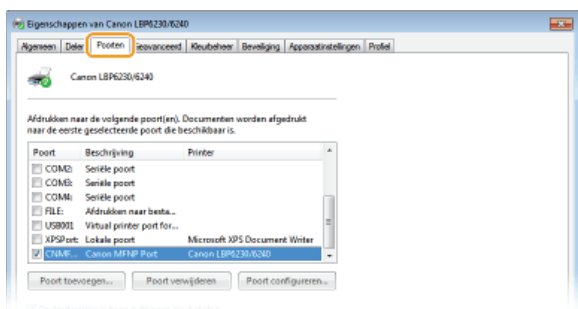 Eigenschappen van Canon LBP6230/6240
Algemeen Delen Poorten Geavanceerd Kleurbeheer Beveiliging Apparaatinstellingen Profiel
Canon LBP6230/6240
Afdrukken naar de volgende poort(en). Documenten worden afgedrukt
naar de eerste geselecteerde poort die beschikbaar is.
Poort Beschrijving Printer
COM2: Seriële poort
COM3: Seriële poort
COM4: Seriële poort
FILE: Afdrukken naar besta...
USB001 Virtual printer port for...
XPSPort: Lokale poort Microsoft XPS Document Writer
CNMF... Canon MFNP Port Canon LBP6230/6240
Poort toevoegen... Poort verwijderen Poort configureren...